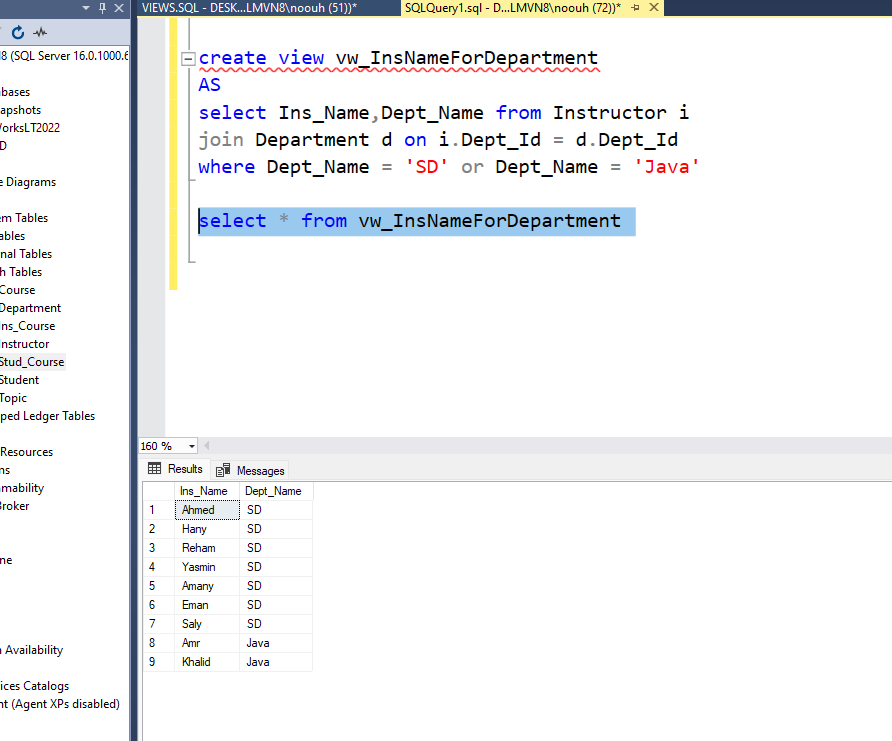 VIEWS.SQL - DESK...LMVN8\noouh (51))*
SQLQuery1.sql - D...LMVN8\noouh (72))*
8 (SQL Server 16.0.1000.6
bases
apshots
orksLT2022
D
e Diagrams
em Tables
ables
nal Tables
h Tables
Course
Department
Ins_Course
Instructor
Stud_Course
Student
Topic
ped Ledger Tables
Resources
ns
mability
Broker
ne
Availability
ices Catalogs
nt (Agent XPs disabled)
create view vw_InsNameForDepartment
AS
select Ins_Name,Dept_Name from Instructor i
join Department d on i.Dept_Id = d.Dept_Id
where Dept_Name = 'SD' or Dept_Name = 'Java'
select * from vw_InsNameForDepartment
160 %
Results Messages
Ins_Name Dept_Name
1 Ahmed SD
2 Hany SD
3 Reham SD
4 Yasmin SD
5 Amany SD
6 Eman SD
7 Saly SD
8 Amr Java
9 Khalid Java